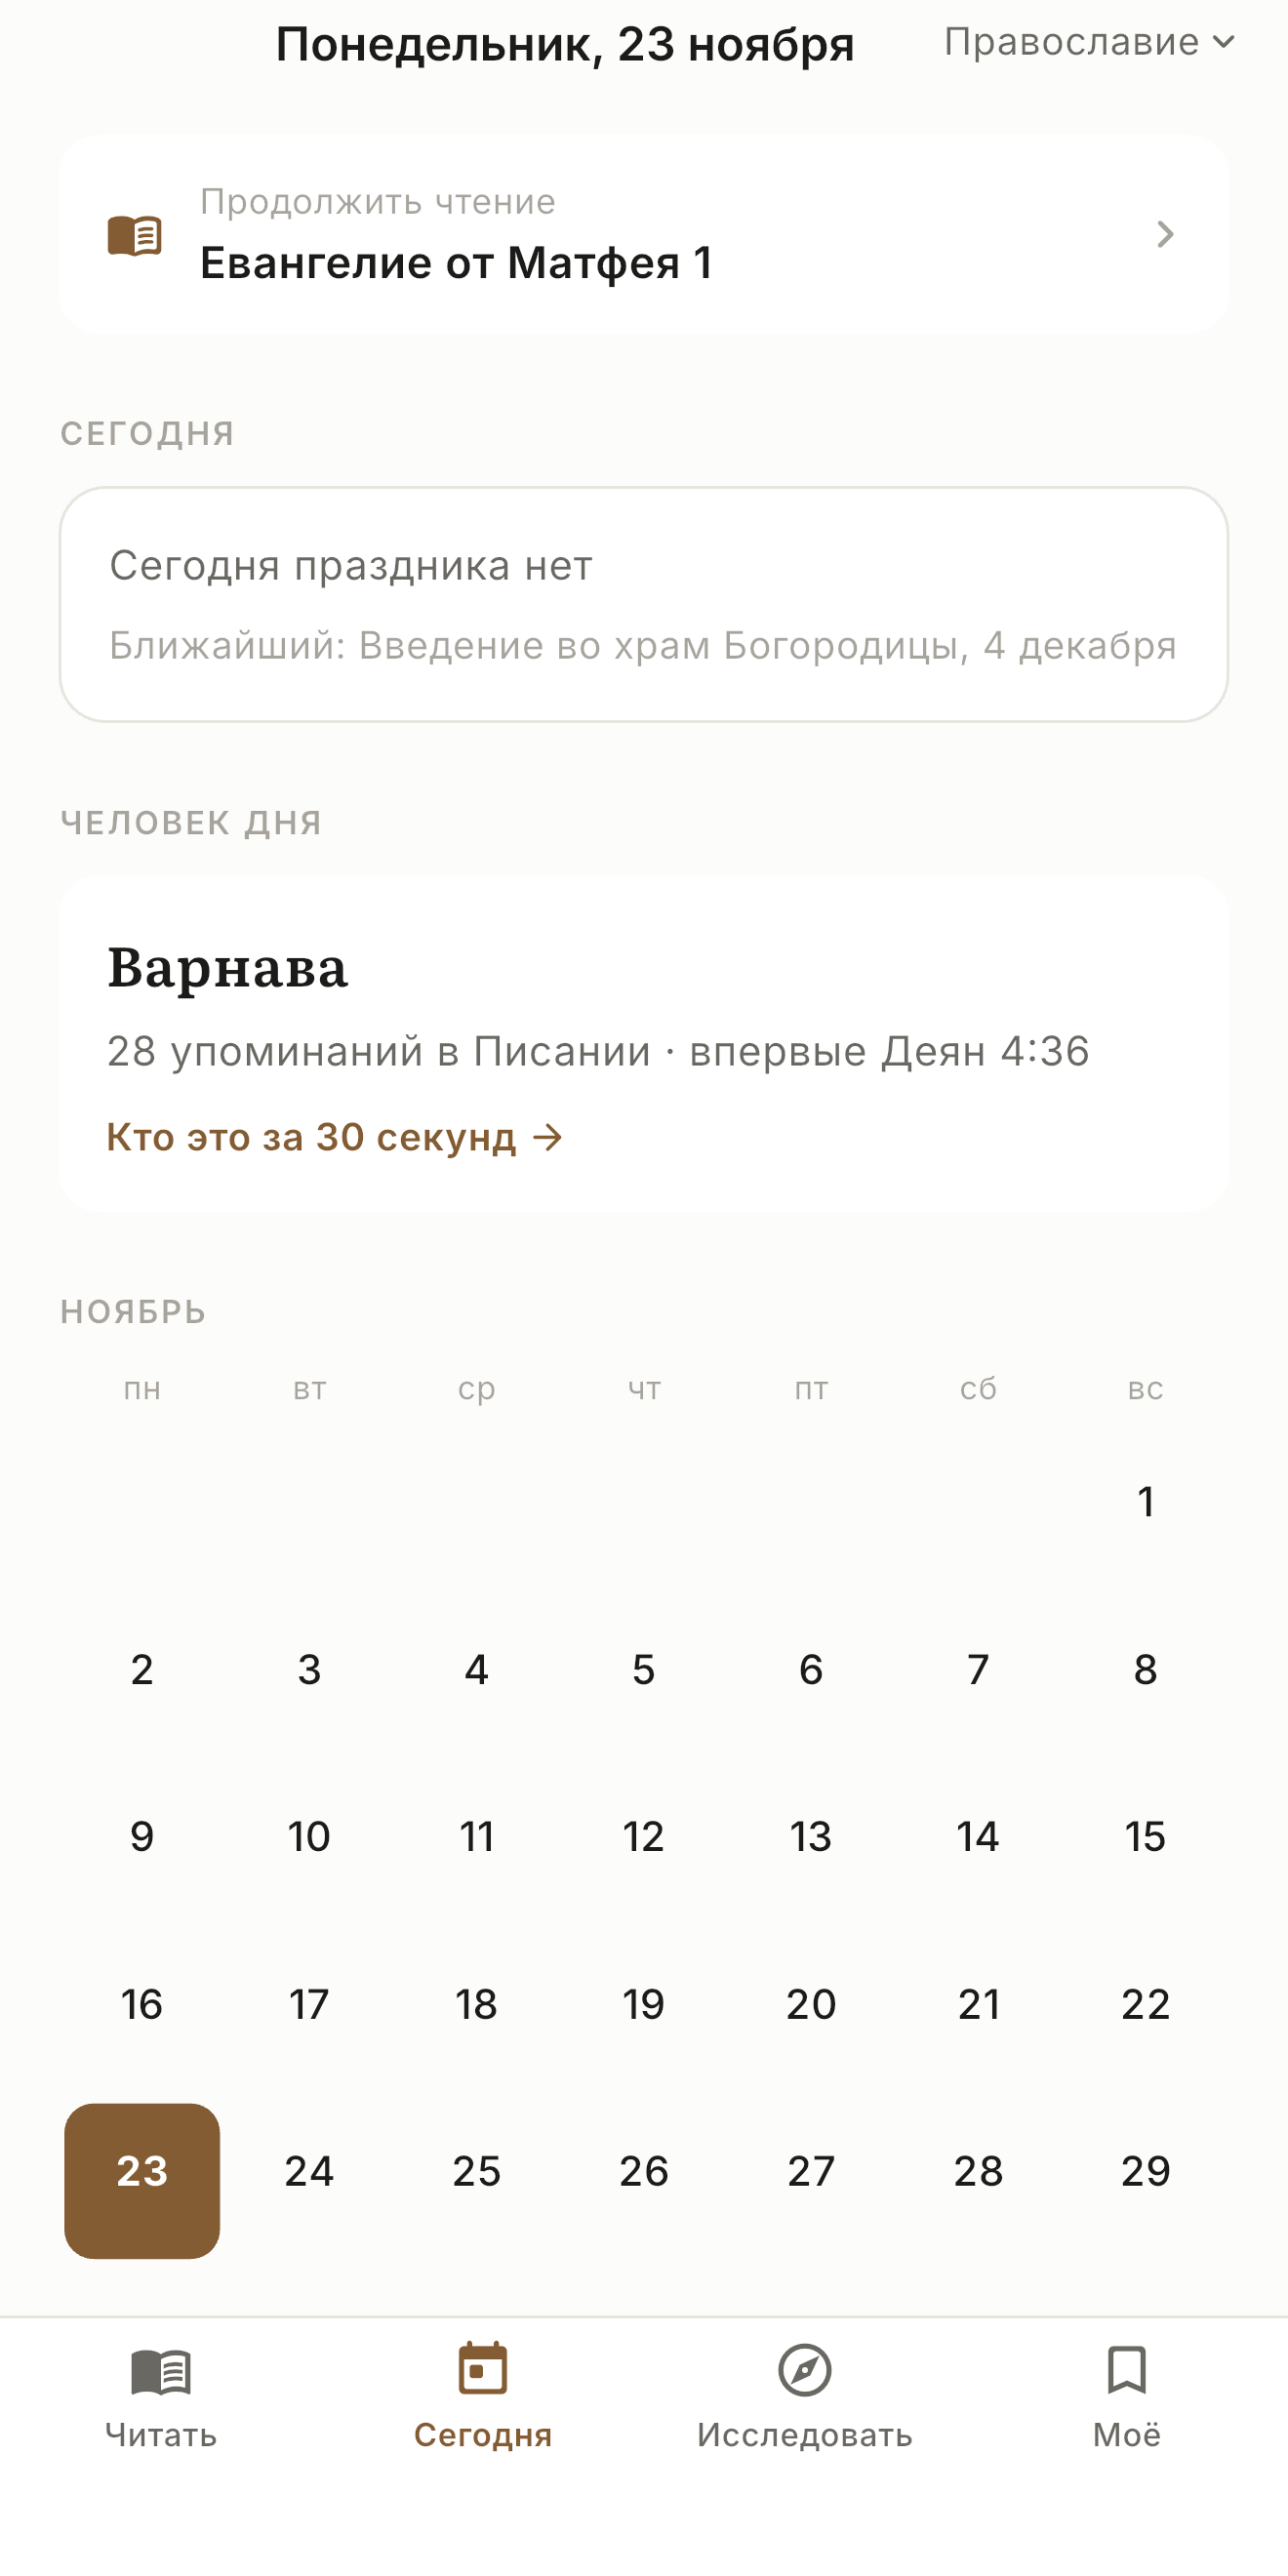 Понедельник, 23 ноября
Православие
Продолжить чтение
Евангелие от Матфея 1
СЕГОДНЯ
Сегодня праздника нет
Ближайший: Введение во храм Богородицы, 4 декабря
ЧЕЛОВЕК ДНЯ
Варнава
28 упоминаний в Писании · впервые Деян 4:36
Кто это за 30 секунд →
НОЯБРЬ
пн вт ср чт пт сб вс
1
2 3 4 5 6 7 8
9 10 11 12 13 14 15
16 17 18 19 20 21 22
23 24 25 26 27 28 29
Читать Сегодня Исследовать Моё